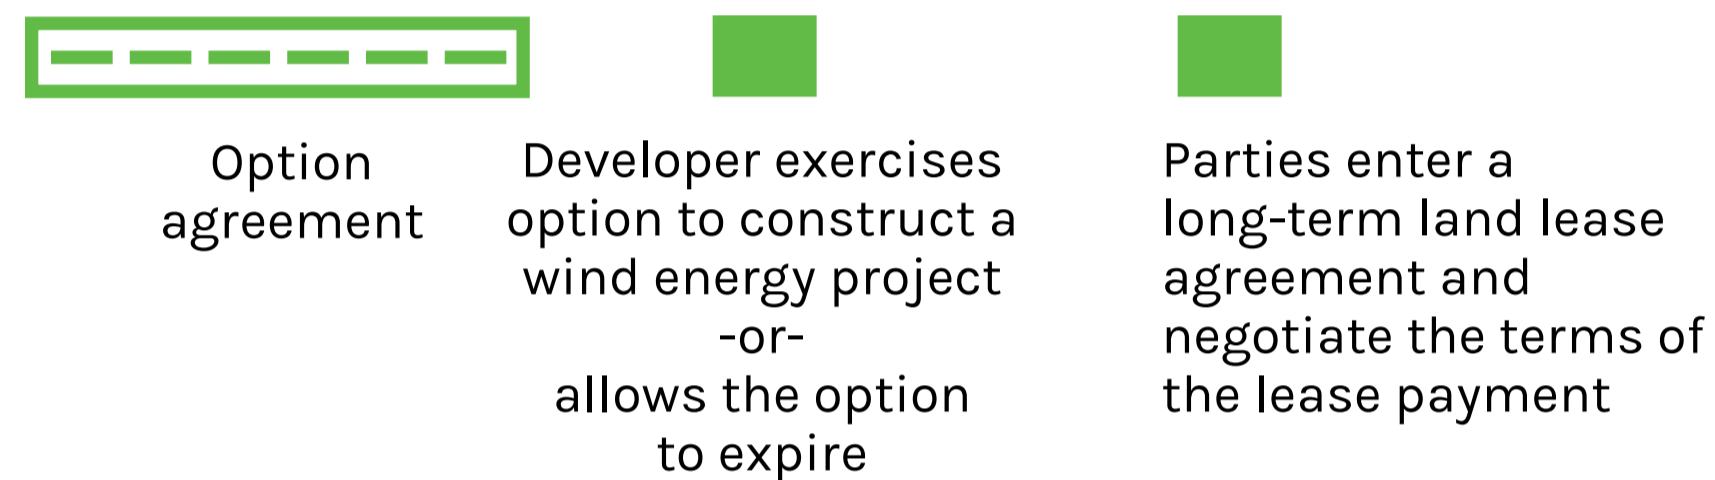 Option
agreement
Developer exercises
option to construct a
wind energy project
-or-
allows the option
to expire
Parties enter a
long-term land lease
agreement and
negotiate the terms of
the lease payment